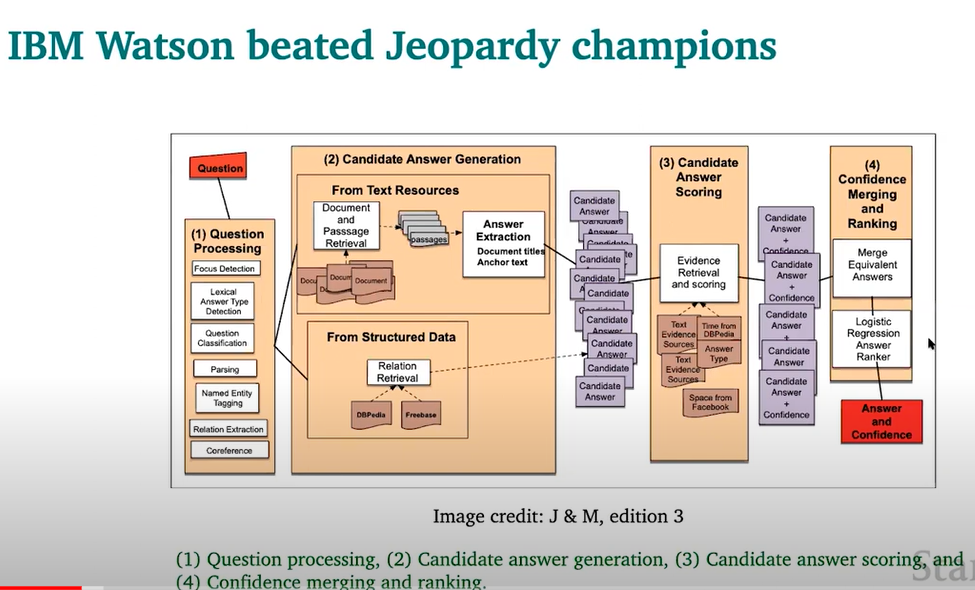 IBM Watson beated Jeopardy champions
Question
(1) Question
Processing
Focus Detection
Lexical
Answer Type
Detection
Question
Classification
Parsing
Named Entity
Tagging
Relation Extraction
Coreference
(2) Candidate Answer Generation
From Text Resources
Document
and
Passsage
Retrieval
passages
Docum
Document
Answer
Extraction
Document titles
Anchor text
From Structured Data
Relation
Retrieval
DBPedia
Freebase
Candidate
Answer
Candidate
Answer
Candidate
Candidate
Candidate
Candidate
Candidate
Answer
Candidate
Answer
Candidate
Candidate
Answer
(3) Candidate
Answer
Scoring
Evidence
Retrieval
and scoring
Text
Evidence
Sources
Time from
DBPedia
Text
Evidence
Sources
Answer
Type
Space from
Facebook
Candidate
Answer
+
Confidence
Candidate
Answer
+
Confidence
Candidate
Answer
+
Candidate
Answer
Candidate
Answer
+
Confidence
(4)
Confidence
Merging
and
Ranking
Merge
Equivalent
Answers
Logistic
Regression
Answer
Ranker
Answer
and
Confidence
Image credit: J & M, edition 3
(1) Question processing, (2) Candidate answer generation, (3) Candidate answer scoring, and
(4) Confidence merging and ranking.